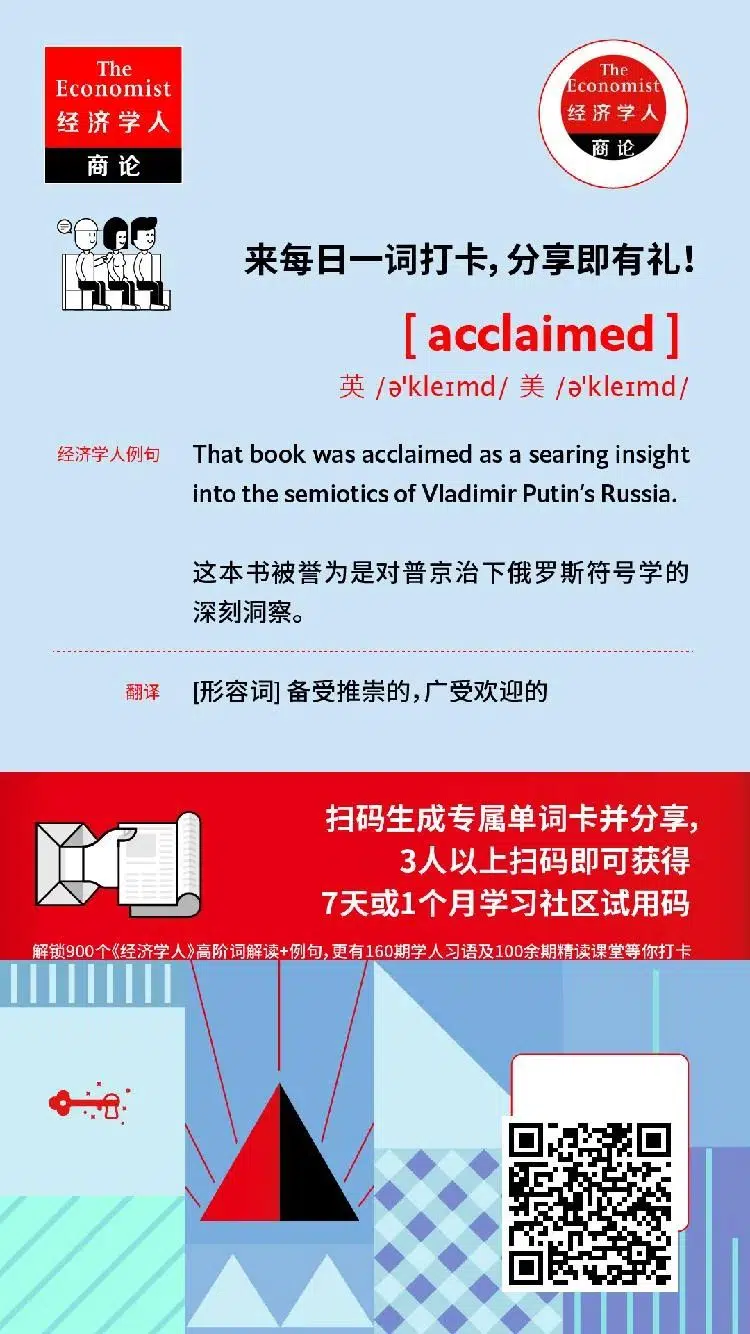 The
Economist
经济学人
商论
The
Economist
经济学人
商论
来每日一词打卡,分享即有礼!
[ acclaimed ]
英 /ə'kleɪmd/ 美 /ə'kleɪmd/
经济学人例句
That book was acclaimed as a searing insight
into the semiotics of Vladimir Putin's Russia.
这本书被誉为是对普京治下俄罗斯符号学的
深刻洞察。
翻译
[形容词] 备受推崇的,广受欢迎的
扫码生成专属单词卡并分享,
3人以上扫码即可获得
7天或1个月学习社区试用码
解锁900个《经济学人》高阶词解读+例句,更有160期学人习语及100余期精读课堂等你打卡